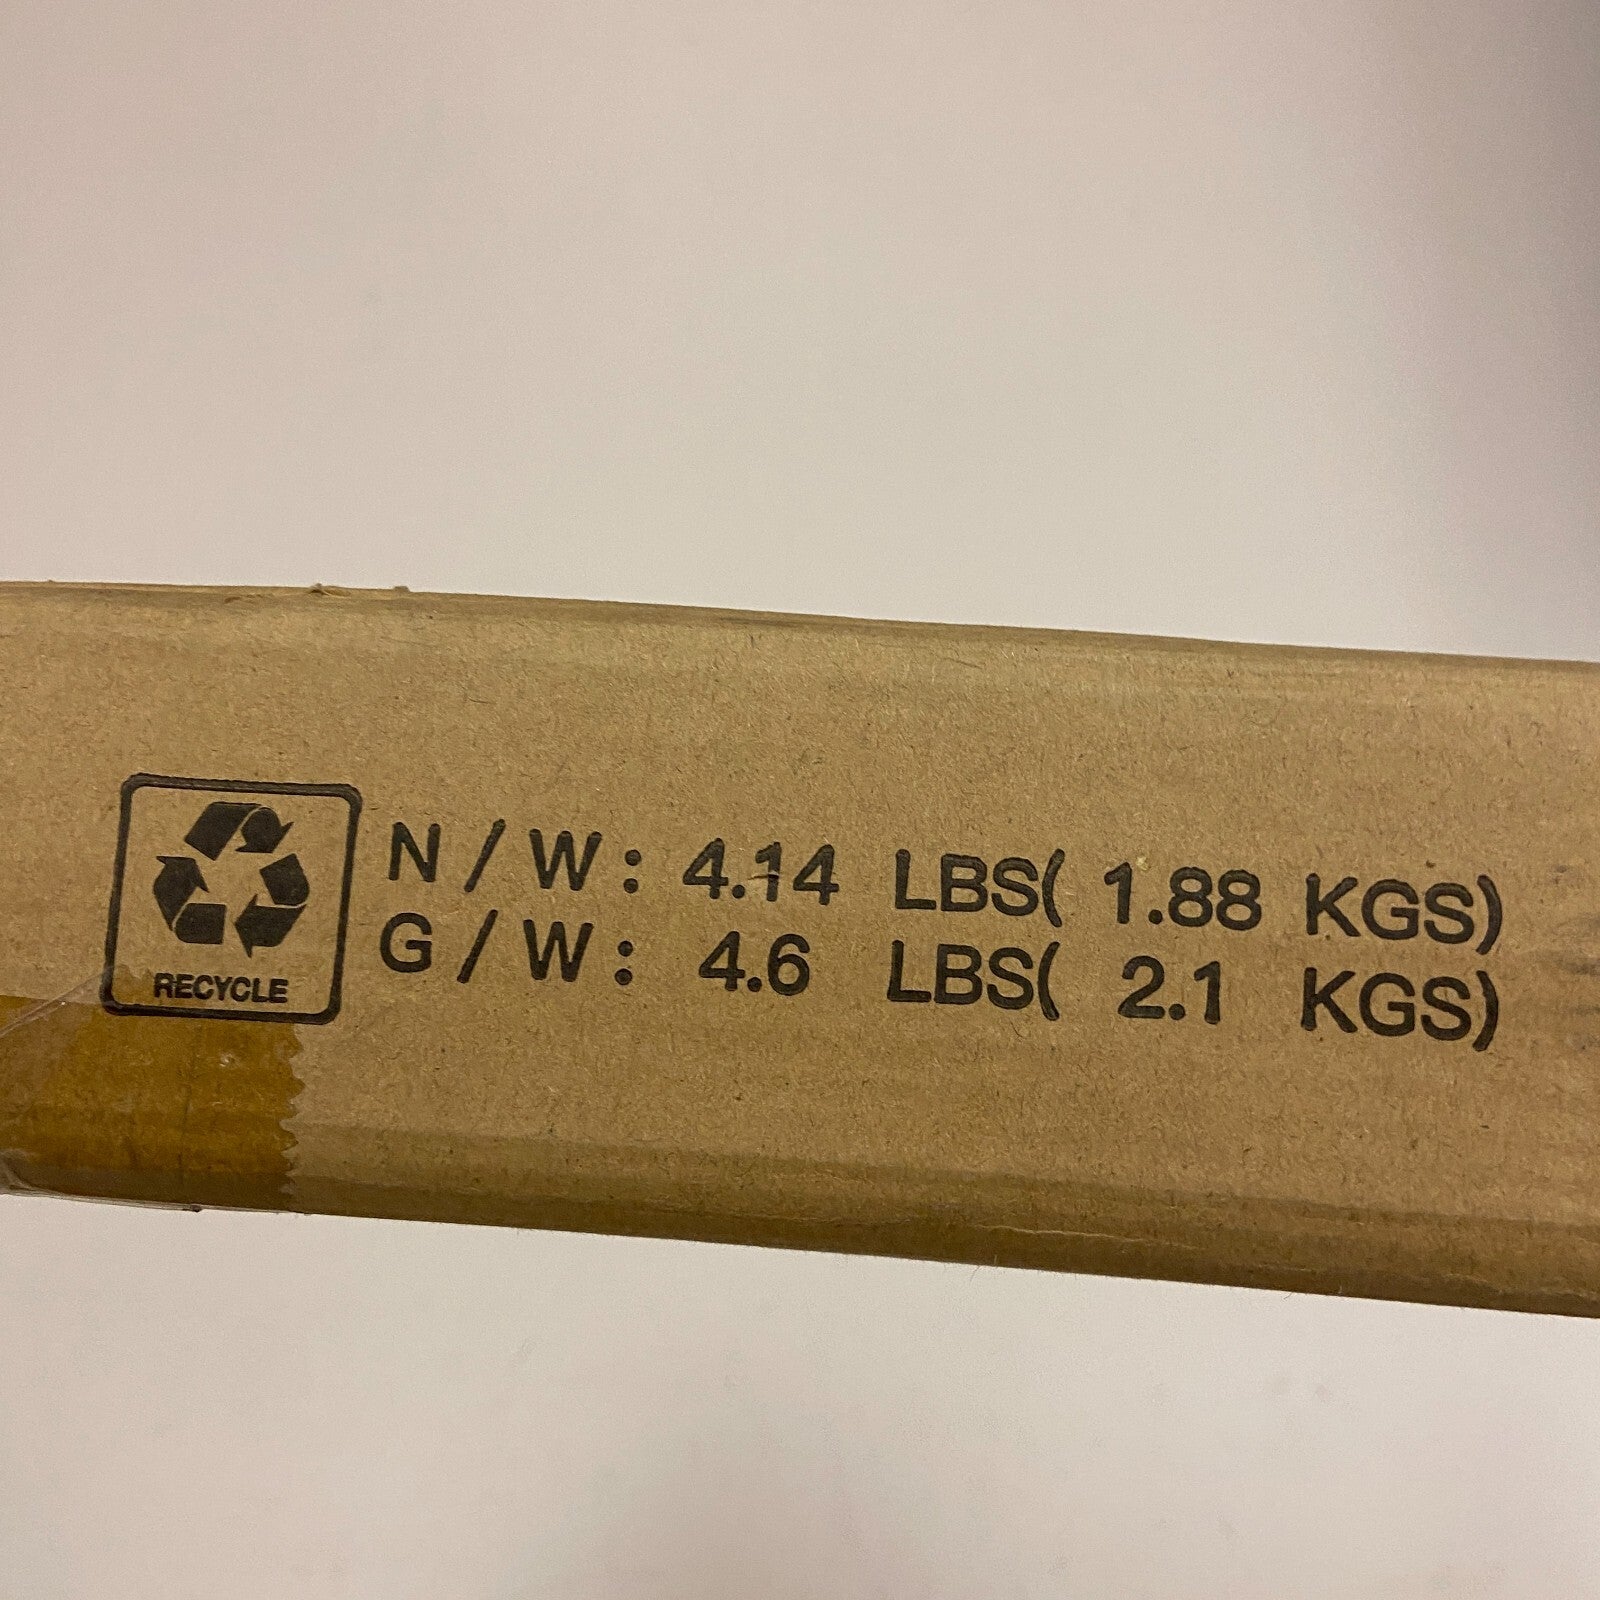 N/W: 4.14 LBS( 1.88 KGS)
G/W: 4.6 LBS( 2.1 KGS)
RECYCLE